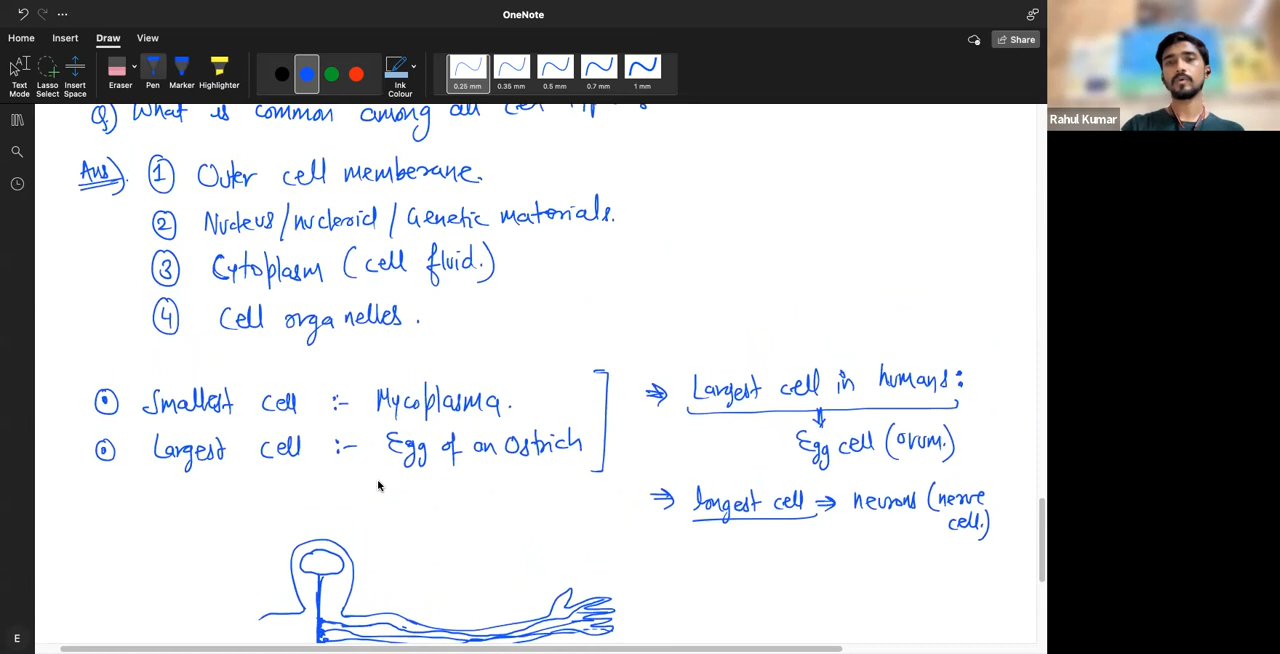 OneNote
Home Insert Draw View
Share
Text Mode
Lasso Select
Insert Space
Eraser
Pen
Marker
Highlighter
Ink Colour
0.25 mm
0.35 mm
0.5 mm
0.7 mm
1 mm
Rahul Kumar
Q) What is common among all cell
Ans). ① Outer cell memberane.
② Nucleus/nucleoid/Genetic materials.
③ Cytoplasm (cell fluid.)
④ Cell organelles.
Smallest cell :- Mycoplasma.
Largest cell :- Egg of an Ostrich
⇒ Largest cell in humans:
↓
Egg cell (ovum.)
⇒ longest cell ⇒ neurons (nerve
cell.)
E